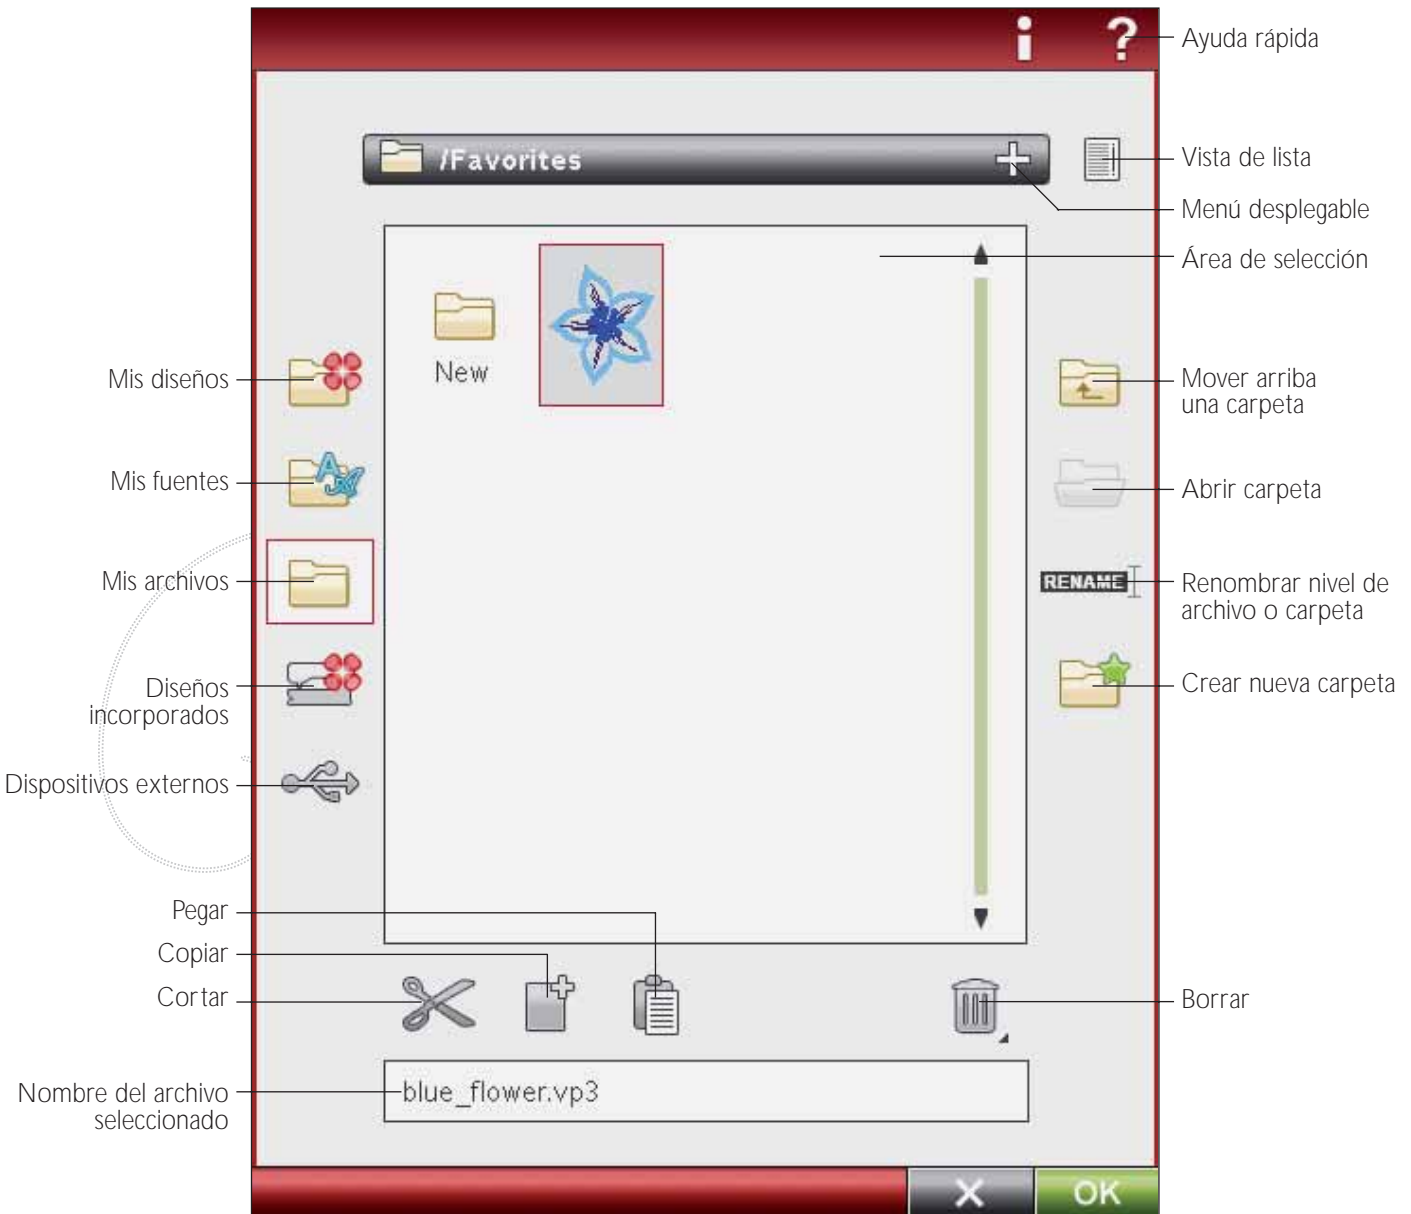 Ayuda rápida
/Favorites
Vista de lista
Menú desplegable
Área de selección
New
Mis diseños
Mover arriba
una carpeta
Mis fuentes
Abrir carpeta
Mis archivos
RENAME
Renombrar nivel de
archivo o carpeta
Diseños
incorporados
Crear nueva carpeta
Dispositivos externos
Pegar
Copiar
Cortar
Borrar
Nombre del archivo
seleccionado
blue_flower.vp3
OK